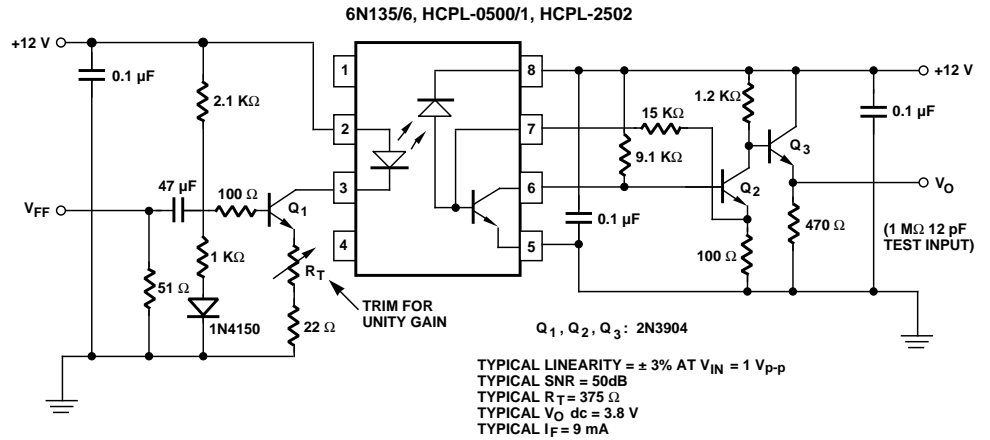 6N135/6, HCPL-0500/1, HCPL-2502
+12 V
0.1 µF
2.1 KΩ
1
2
3
4
8
7
6
5
15 KΩ
1.2 KΩ
9.1 KΩ
Q3
Q2
+12 V
0.1 µF
VO
(1 MΩ 12 pF
TEST INPUT)
470 Ω
100 Ω
0.1 µF
47 µF
VFF
100 Ω
Q1
51 Ω
1 KΩ
1N4150
RT
22 Ω
TRIM FOR
UNITY GAIN
Q1, Q2, Q3: 2N3904
TYPICAL LINEARITY = ± 3% AT VIN = 1 Vp-p
TYPICAL SNR = 50dB
TYPICAL RT = 375 Ω
TYPICAL VO dc = 3.8 V
TYPICAL IF = 9 mA